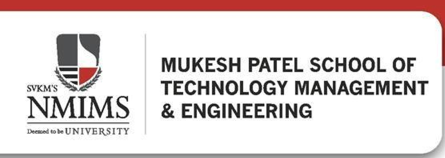 SVKM'S
NMIMS
Deemed to be UNIVERSITY
MUKESH PATEL SCHOOL OF
TECHNOLOGY MANAGEMENT
& ENGINEERING